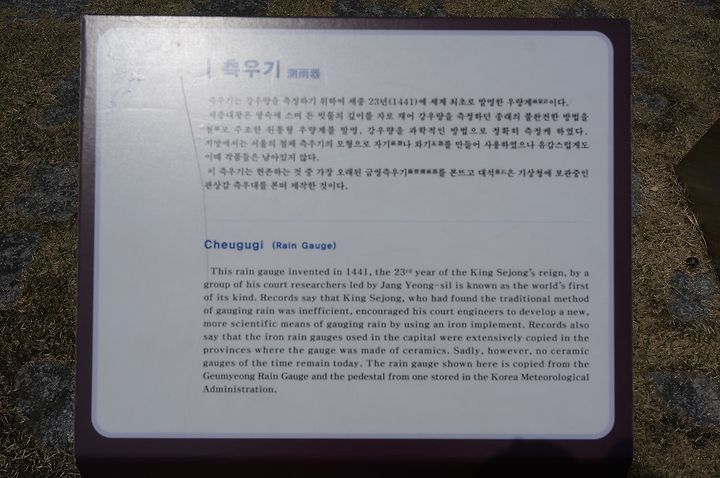 측우기 測雨器
측우기는 강우량을 측정하기 위하여 세종 23년(1441)에 세계 최초로 발명한 우량계이다.
세종대왕은 땅속에 스며 든 빗물의 깊이를 자로 재어 강우량을 측정하던 종래의 불완전한 방법을
철로 주조한 원통형 우량계를 발명, 강우량을 과학적인 방법으로 정확히 측정케 하였다.
지방에서는 서울의 철제 측우기의 모형으로 자기나 와기를 만들어 사용하였으나 유감스럽게도
이때 작품들은 남아있지 않다.
이 측우기는 현존하는 것 중 가장 오래된 금영측우기를 본뜨고 대석은 기상청에 보관중인
관상감 측우대를 본떠 제작한 것이다.
Cheugugi (Rain Gauge)
This rain gauge invented in 1441, the 23rd year of the King Sejong's reign, by a
group of his court researchers led by Jang Yeong-sil is known as the world's first
of its kind. Records say that King Sejong, who had found the traditional method
of gauging rain was inefficient, encouraged his court engineers to develop a new,
more scientific means of gauging rain by using an iron implement. Records also
say that the iron rain gauges used in the capital were extensively copied in the
provinces where the gauge was made of ceramics. Sadly, however, no ceramic
gauges of the time remain today. The rain gauge shown here is copied from the
Geumyeong Rain Gauge and the pedestal from one stored in the Korea Meteorological
Administration.